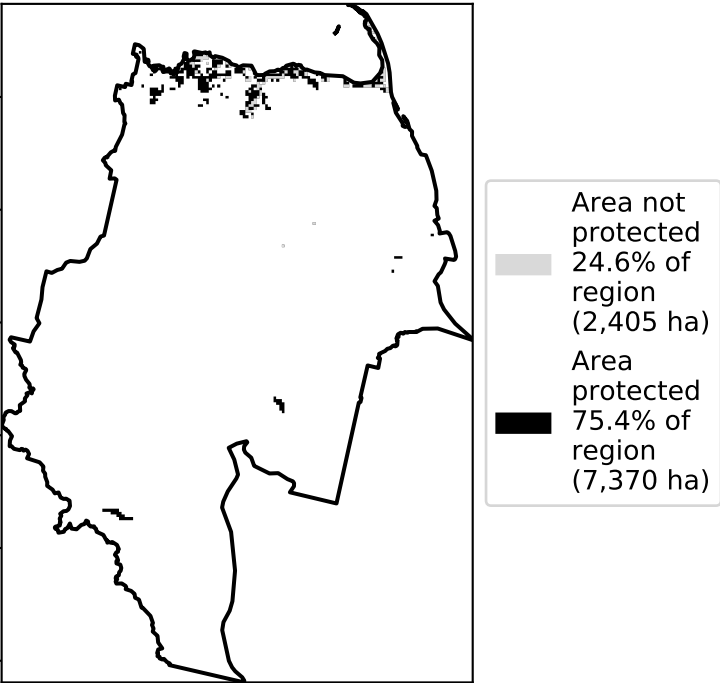 Area not
protected
24.6% of
region
(2,405 ha)
Area
protected
75.4% of
region
(7,370 ha)